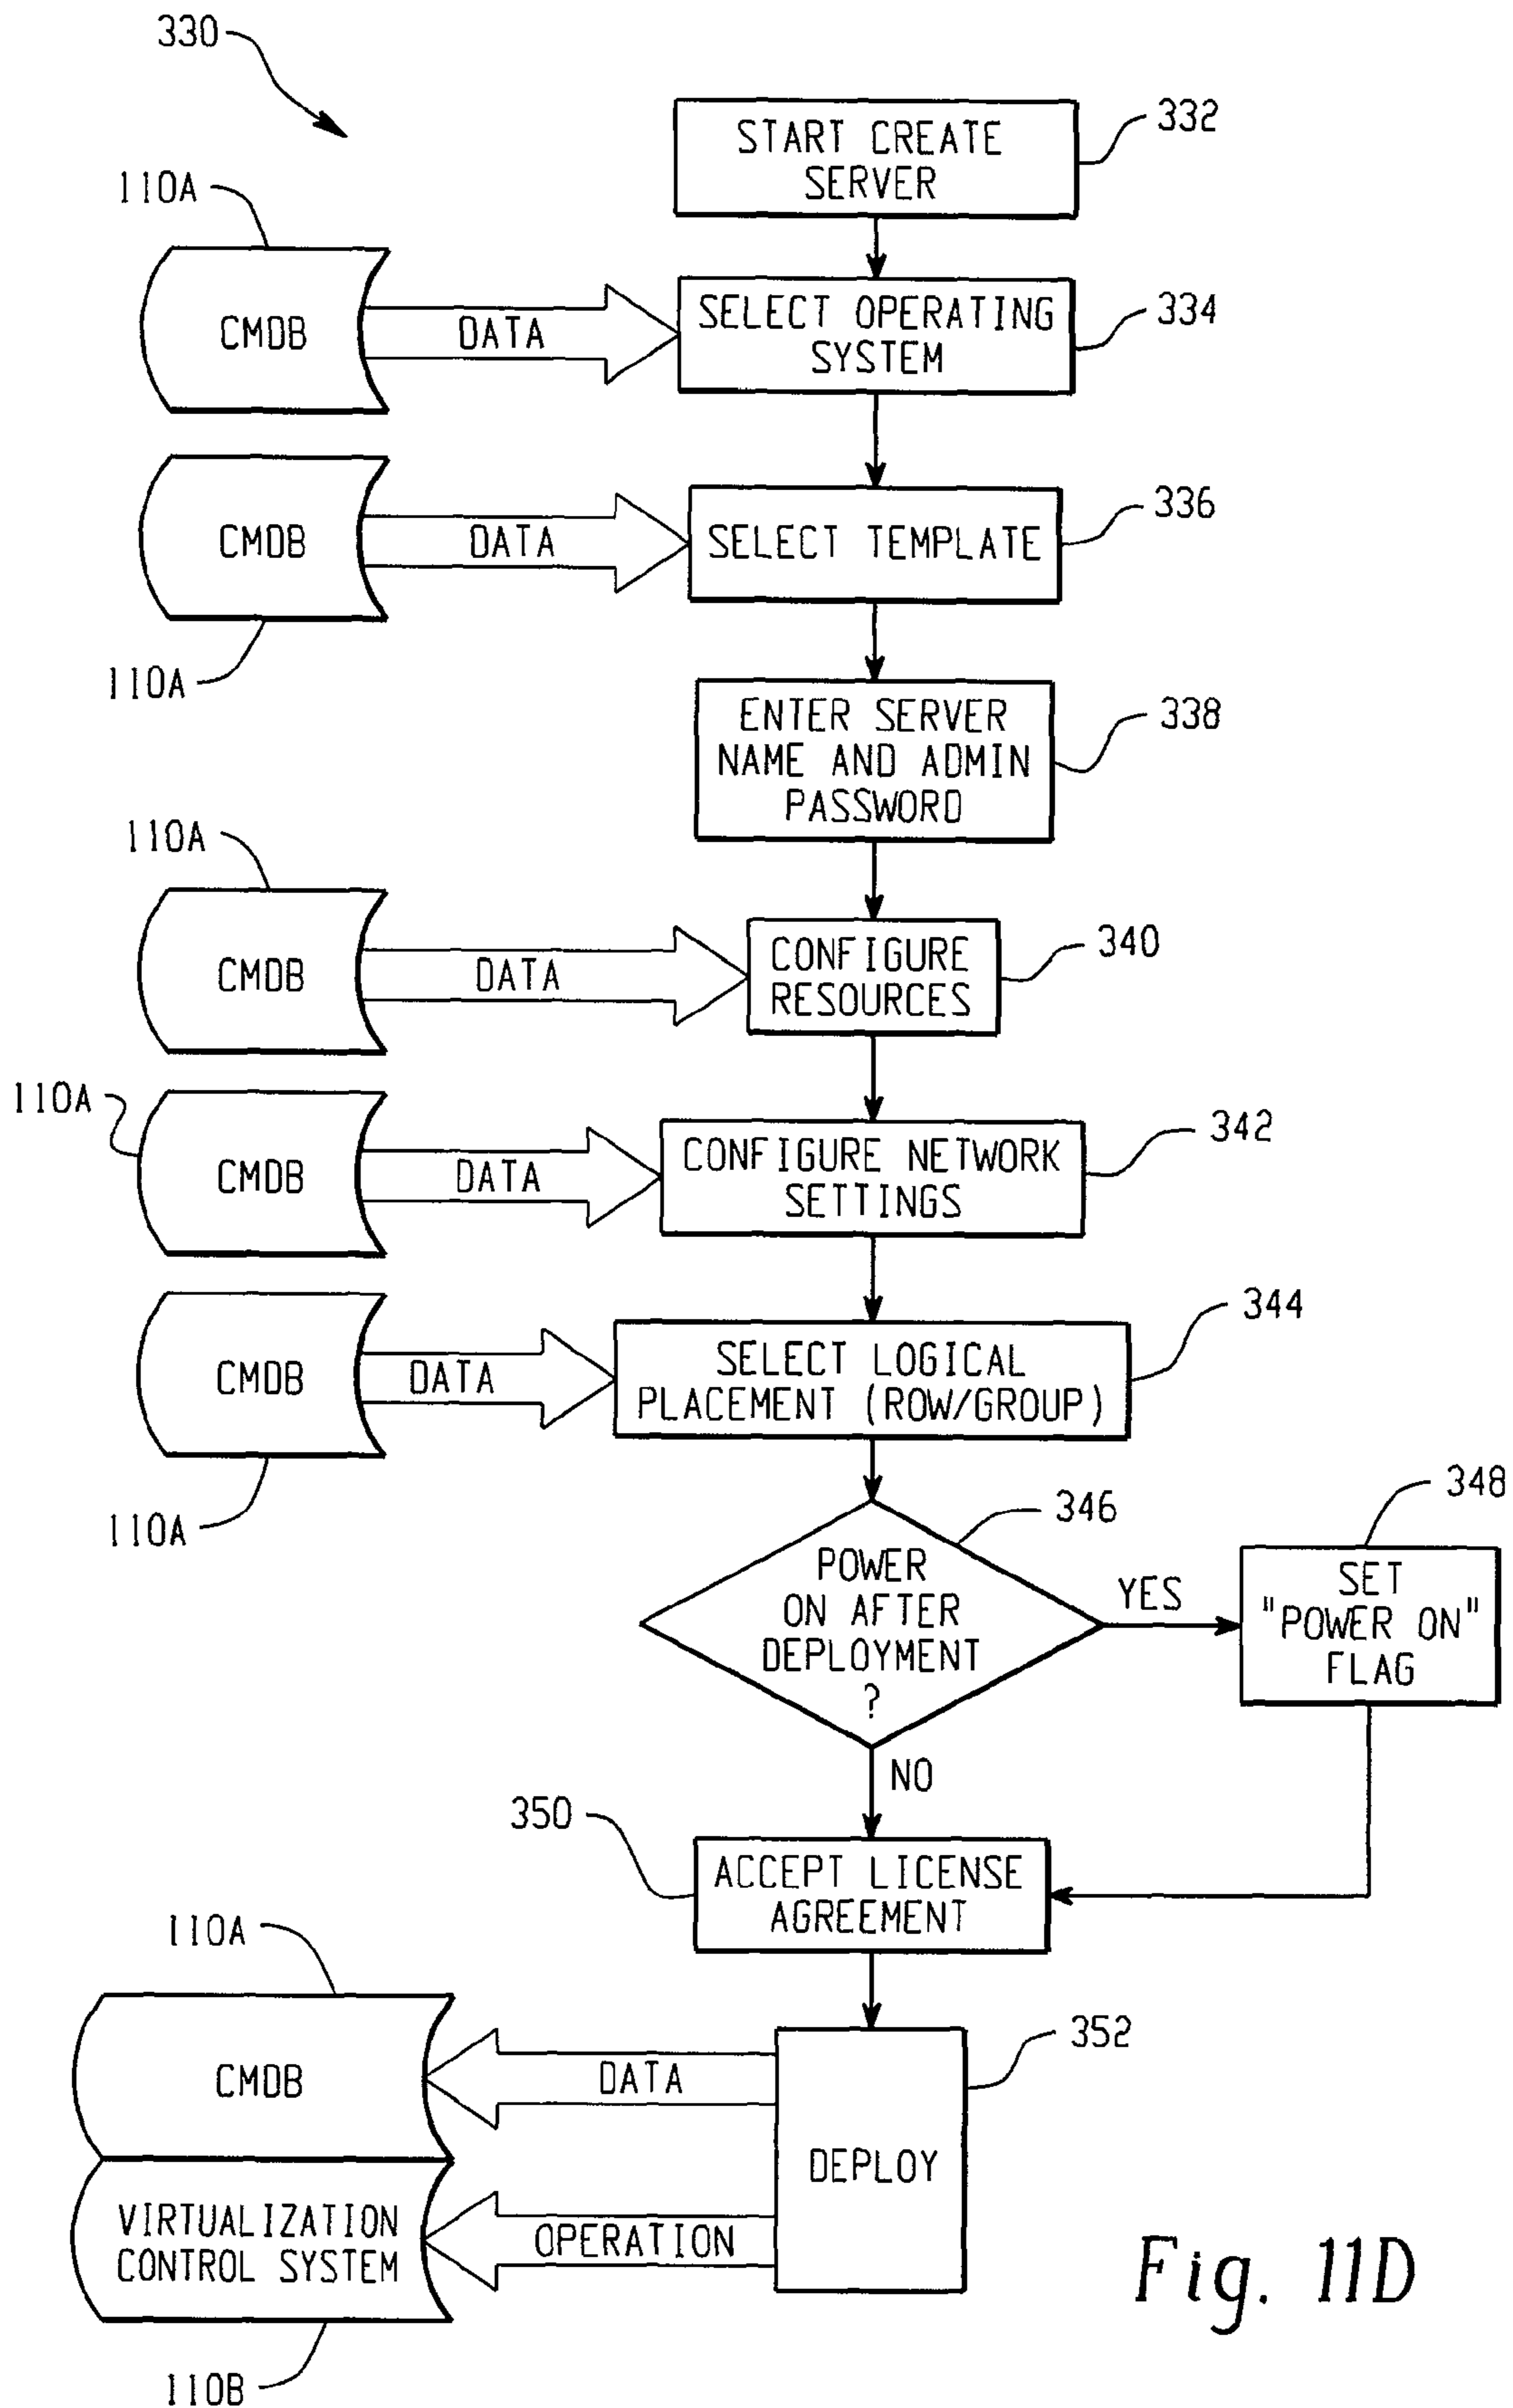 330
332
START CREATE
SERVER
110A
CMDB
DATA
SELECT OPERATING
SYSTEM
334
CMDB
DATA
SELECT TEMPLATE
336
110A
ENTER SERVER
NAME AND ADMIN
PASSWORD
338
110A
CMDB
DATA
CONFIGURE
RESOURCES
340
110A
CMDB
DATA
CONFIGURE NETWORK
SETTINGS
342
CMDB
DATA
SELECT LOGICAL
PLACEMENT (ROW/GROUP)
344
110A
POWER
ON AFTER
DEPLOYMENT
?
346
YES
SET
"POWER ON"
FLAG
348
NO
350
ACCEPT LICENSE
AGREEMENT
110A
CMDB
DATA
DEPLOY
352
VIRTUALIZATION
CONTROL SYSTEM
OPERATION
110B
Fig. 11D